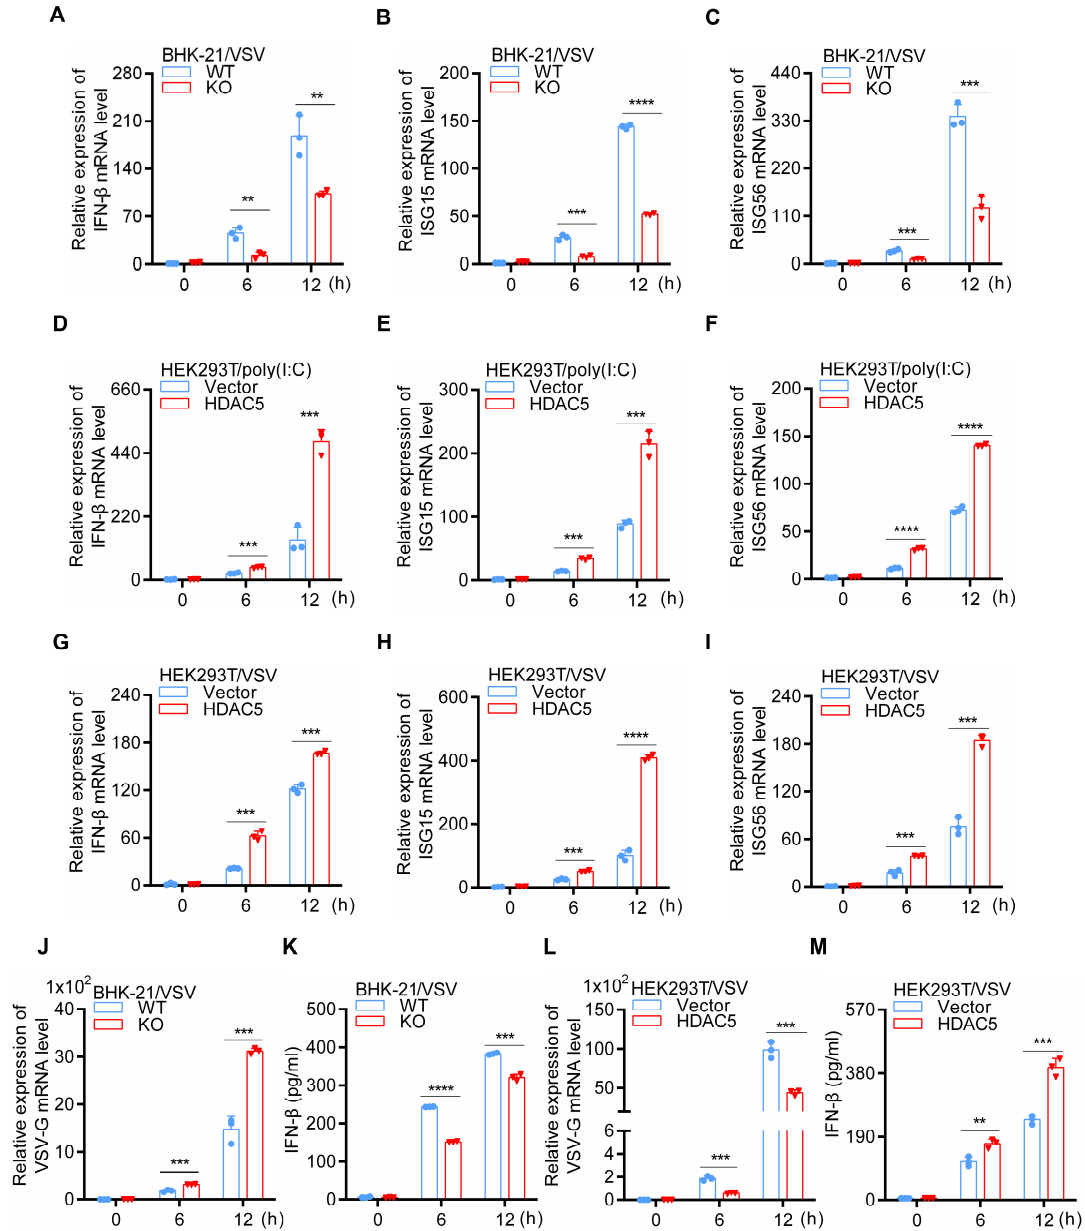 A
BHK-21/VSV
WT
KO
Relative expression of
IFN-β mRNA level
280
210
140
70
0
**
**
0 6 12 (h)
B
BHK-21/VSV
WT
KO
Relative expression of
ISG15 mRNA level
200
150
100
50
0
***
****
0 6 12 (h)
C
BHK-21/VSV
WT
KO
Relative expression of
ISG56 mRNA level
440
330
220
110
0
***
***
0 6 12 (h)
D
HEK293T/poly(I:C)
Vector
HDAC5
Relative expression of
IFN-β mRNA level
660
440
220
0
***
***
0 6 12 (h)
E
HEK293T/poly(I:C)
Vector
HDAC5
Relative expression of
ISG15 mRNA level
300
200
100
0
***
***
0 6 12 (h)
F
HEK293T/poly(I:C)
Vector
HDAC5
Relative expression of
ISG56 mRNA level
200
150
100
50
0
****
****
0 6 12 (h)
G
HEK293T/VSV
Vector
HDAC5
Relative expression of
IFN-β mRNA level
240
180
120
60
0
***
***
0 6 12 (h)
H
HEK293T/VSV
Vector
HDAC5
Relative expression of
ISG15 mRNA level
600
400
200
0
***
****
0 6 12 (h)
I
HEK293T/VSV
Vector
HDAC5
Relative expression of
ISG56 mRNA level
240
180
120
60
0
***
***
0 6 12 (h)
J
1x10²
BHK-21/VSV
WT
KO
Relative expression of
VSV-G mRNA level
40
30
20
10
0
***
***
0 6 12 (h)
K
BHK-21/VSV
WT
KO
IFN-β (pg/ml)
500
400
300
200
100
0
****
***
0 6 12 (h)
L
1x10²
HEK293T/VSV
Vector
HDAC5
Relative expression of
VSV-G mRNA level
150
100
50
6
4
2
0
***
***
0 6 12 (h)
M
HEK293T/VSV
Vector
HDAC5
IFN-β (pg/ml)
570
380
190
0
**
***
0 6 12 (h)